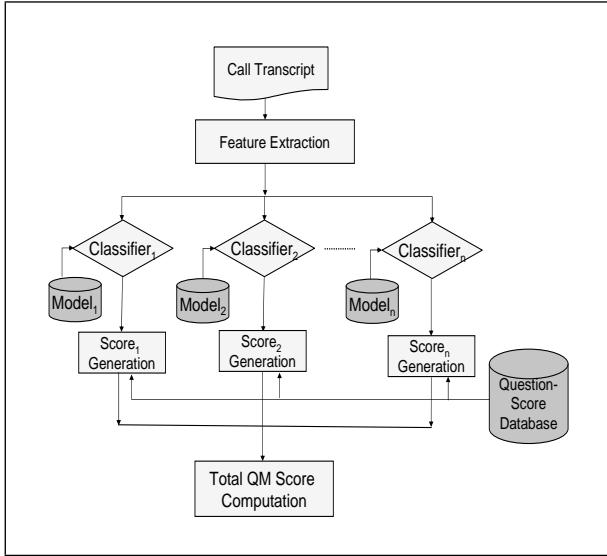 Call Transcript
Feature Extraction
Classifier₁
Classifier₂
Classifierₙ
Model₁
Model₂
Modelₙ
Score₁
Generation
Score₂
Generation
Scoreₙ
Generation
Question-
Score
Database
Total QM Score
Computation